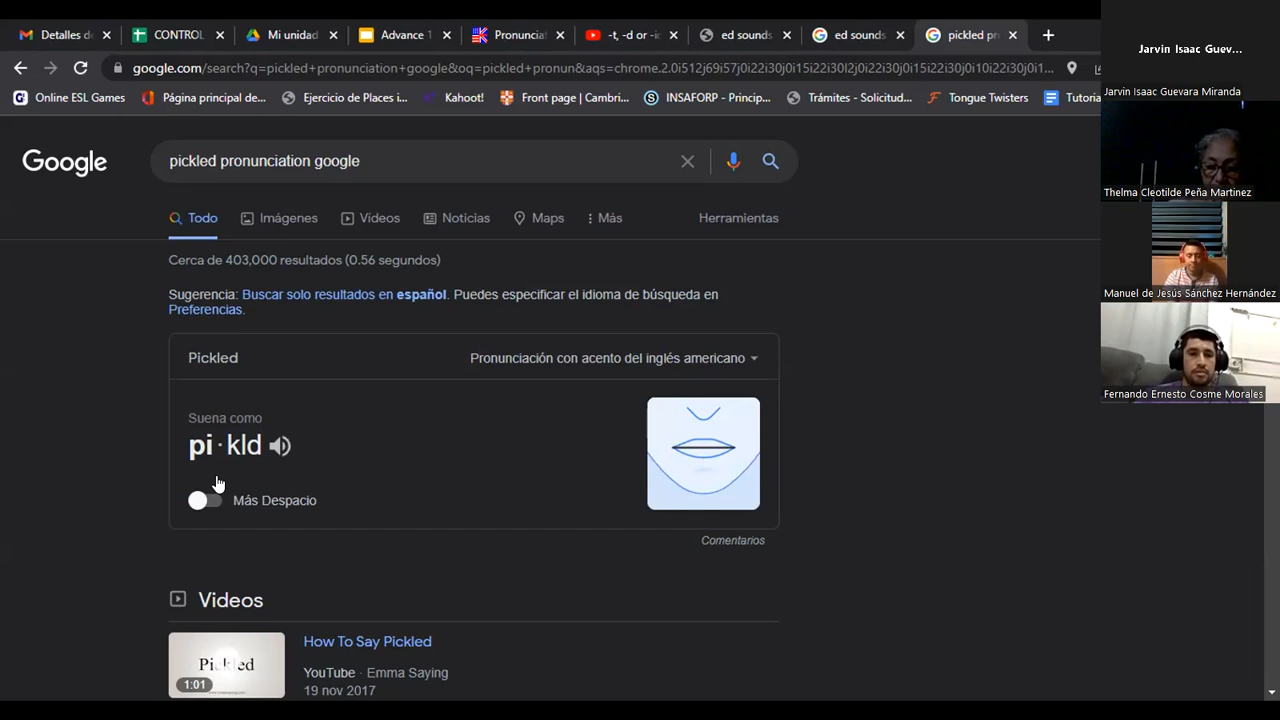 Detalles de
CONTROL
Mi unidad
Advance 1
Pronuncia
-t, -d or -i
ed sounds
ed sounds
pickled pr
google.com/search?q=pickled+pronunciation+google&oq=pickled+pronun&aqs=chrome.2.0i512j69i57j0i22i30j0i15i22i30l2j0i22i30j0i15i22i30j0i10i22i30j0i1...
Online ESL Games
Página principal de...
Ejercicio de Places i...
Kahoot!
Front page | Cambri...
INSAFORP - Princip...
Trámites - Solicitud...
Tongue Twisters
Tutoria
Google
pickled pronunciation google
Todo
Imágenes
Videos
Noticias
Maps
Más
Herramientas
Cerca de 403,000 resultados (0.56 segundos)
Sugerencia: Buscar solo resultados en español. Puedes especificar el idioma de búsqueda en
Preferencias.
Pickled
Pronunciación con acento del inglés americano
Suena como
pi · kld
Más Despacio
Comentarios
Videos
Pickled
1:01
How To Say Pickled
YouTube · Emma Saying
19 nov 2017
Jarvin Isaac Guev...
Jarvin Isaac Guevara Miranda
Thelma Cleotilde Peña Martinez
Manuel de Jesús Sánchez Hernández
Fernando Ernesto Cosme Morales